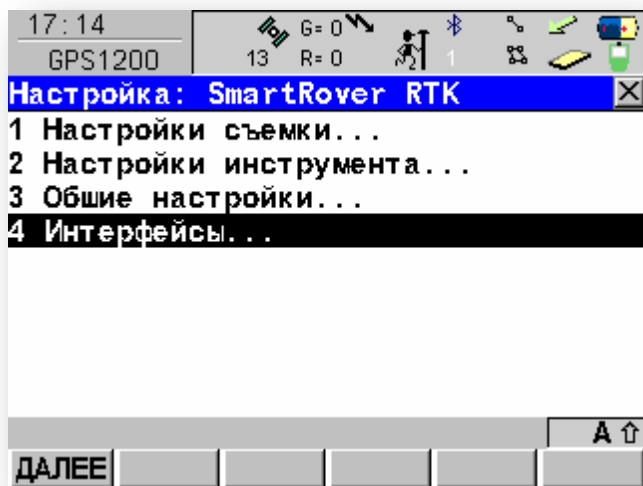 17:14
GPS1200
13
G= 0
R= 0
1
Настройка: SmartRover RTK
1 Настройки съемки...
2 Настройки инструмента...
3 Обшие настройки...
4 Интерфейсы...
A
ДАЛЕЕ